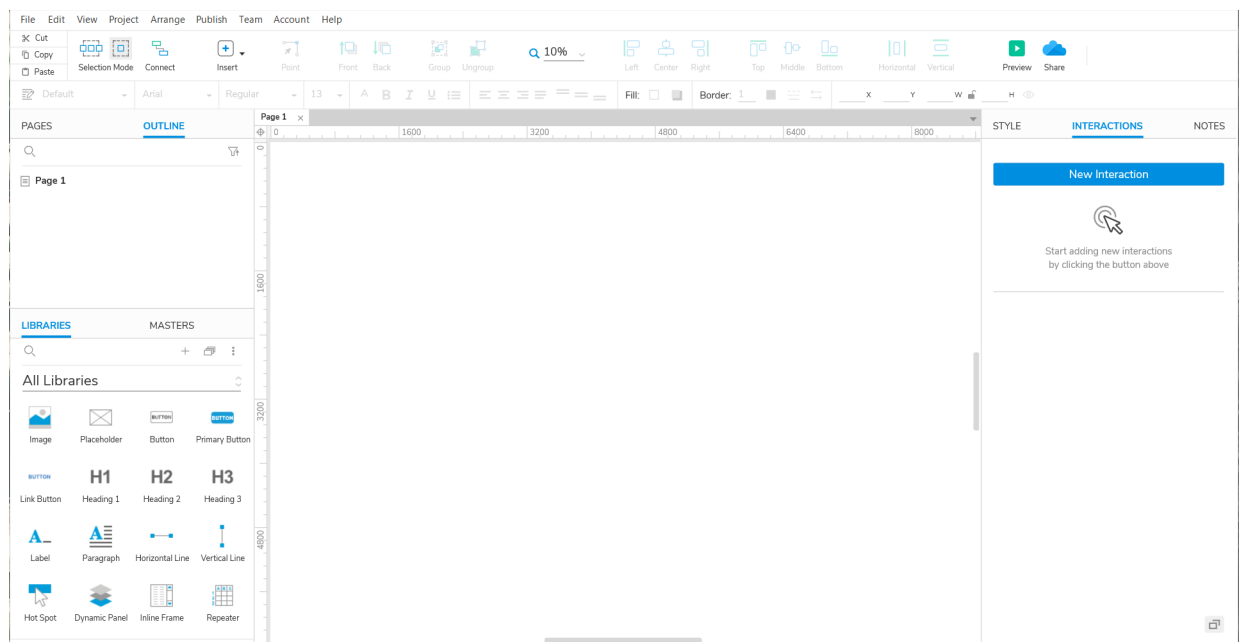 File Edit View Project Arrange Publish Team Account Help
Cut
Copy
Paste
Selection Mode Connect Insert Point Front Back Group Ungroup 10% Left Center Right Top Middle Bottom Horizontal Vertical Preview Share
Default Arial Regular 13 A B I U Fill: Border: 1 X Y W H
PAGES OUTLINE
Page 1
0 1600 3200 4800 6400 8000
STYLE INTERACTIONS NOTES
0
Page 1
New Interaction
Start adding new interactions
by clicking the button above
1600
LIBRARIES MASTERS
All Libraries
3200
BUTTON BUTTON
Image Placeholder Button Primary Button
BUTTON H1 H2 H3
Link Button Heading 1 Heading 2 Heading 3
4800
A A
Label Paragraph Horizontal Line Vertical Line
Hot Spot Dynamic Panel Inline Frame Repeater